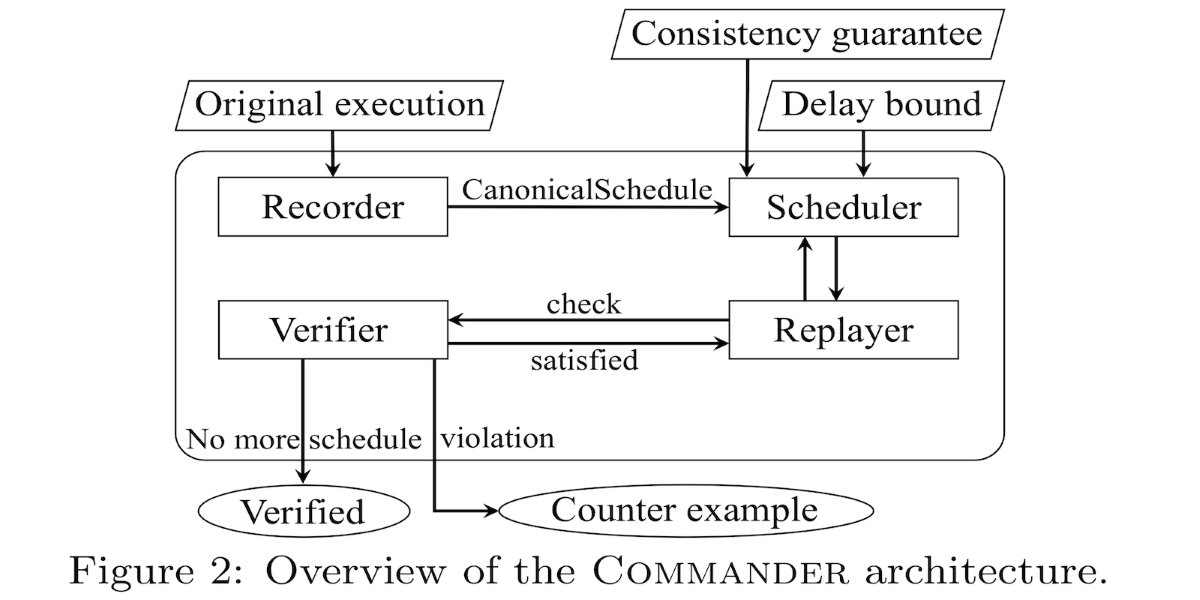 Consistency guarantee
Original execution
Delay bound
Recorder
CanonicalSchedule
Scheduler
Verifier
check
satisfied
Replayer
No more schedule
violation
Verified
Counter example
Figure 2: Overview of the COMMANDER architecture.